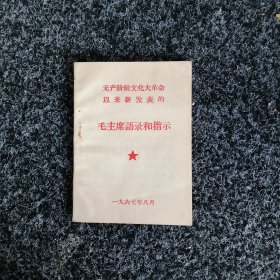 无产阶级文化大革命
以来新发表的
毛主席語录和指示
一九六七年八月